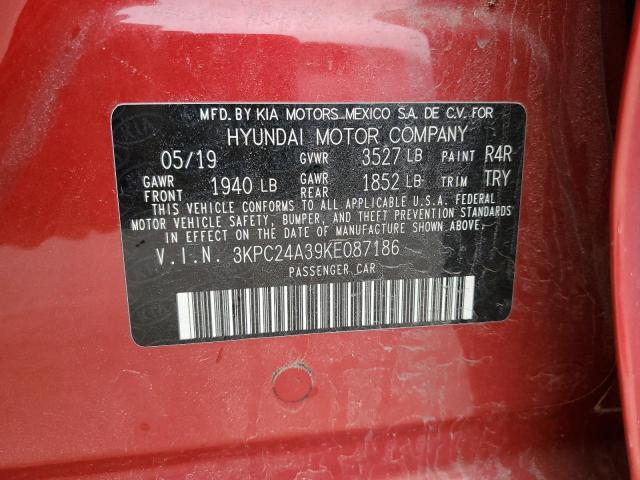 MFD. BY KIA MOTORS MEXICO S.A. DE C.V. FOR
HYUNDAI MOTOR COMPANY
05/19 GVWR 3527 LB PAINT R4R
GAWR FRONT 1940 LB GAWR REAR 1852 LB TRIM TRY
THIS VEHICLE CONFORMS TO ALL APPLICABLE U.S.A. FEDERAL
MOTOR VEHICLE SAFETY, BUMPER, AND THEFT PREVENTION STANDARDS
IN EFFECT ON THE DATE OF MANUFACTURE SHOWN ABOVE.
V.I.N. 3KPC24A39KE087186
PASSENGER CAR